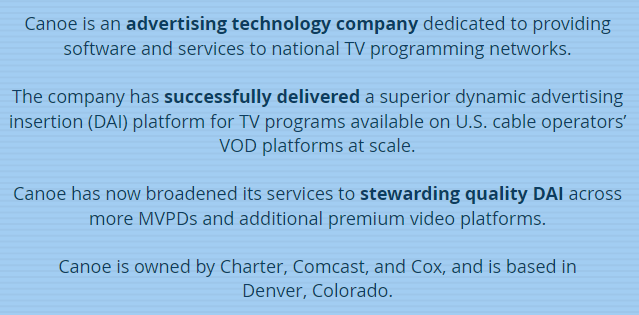 Canoe is an advertising technology company dedicated to providing
software and services to national TV programming networks.
The company has successfully delivered a superior dynamic advertising
insertion (DAI) platform for TV programs available on U.S. cable operators’
VOD platforms at scale.
Canoe has now broadened its services to stewarding quality DAI across
more MVPDs and additional premium video platforms.
Canoe is owned by Charter, Comcast, and Cox, and is based in
Denver, Colorado.